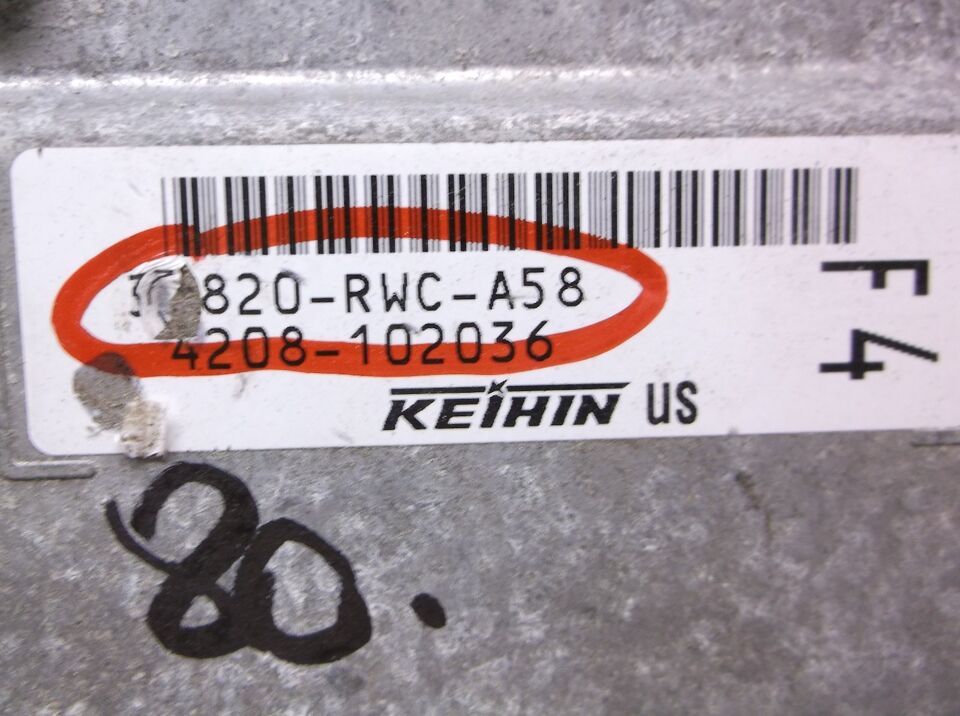 820-RWC-A58
4208-102036
KEIHIN US
F4
80.